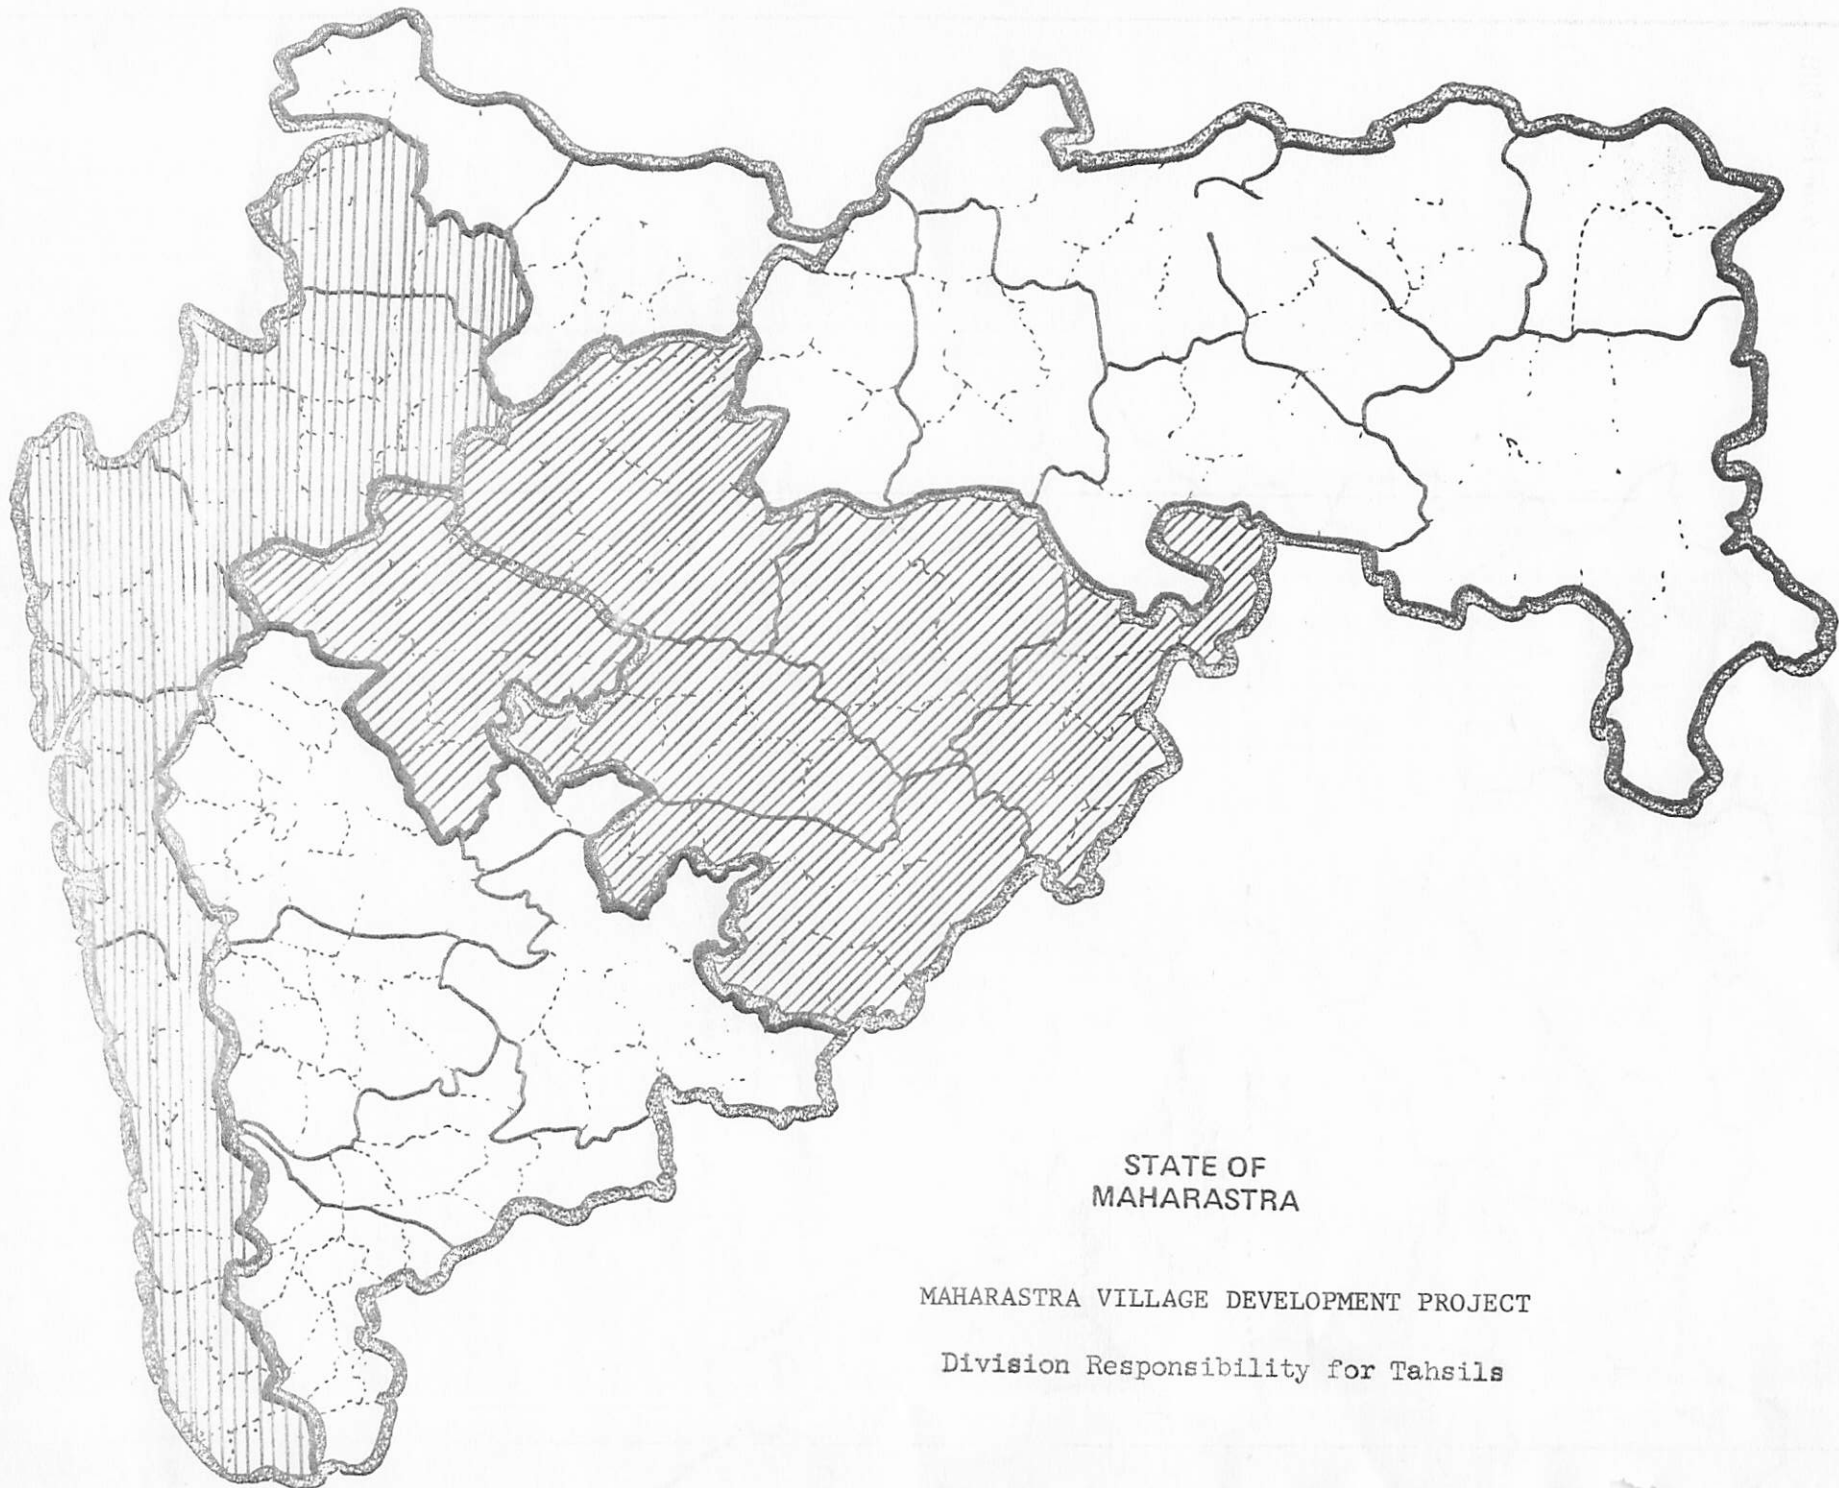 STATE OF
MAHARASTRA
MAHARASTRA VILLAGE DEVELOPMENT PROJECT
Division Responsibility for Tahsils